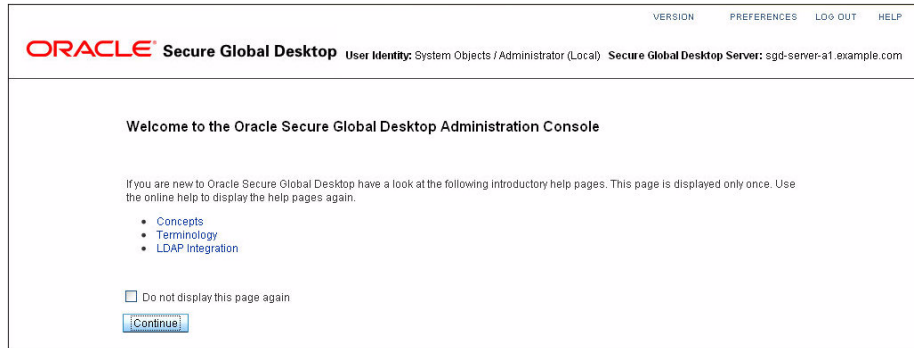 VERSION PREFERENCES LOG OUT HELP
ORACLE Secure Global Desktop User Identity: System Objects / Administrator (Local) Secure Global Desktop Server: sgd-server-a1.example.com
Welcome to the Oracle Secure Global Desktop Administration Console
If you are new to Oracle Secure Global Desktop have a look at the following introductory help pages. This page is displayed only once. Use
the online help to display the help pages again.
Concepts
Terminology
LDAP Integration
Do not display this page again
Continue